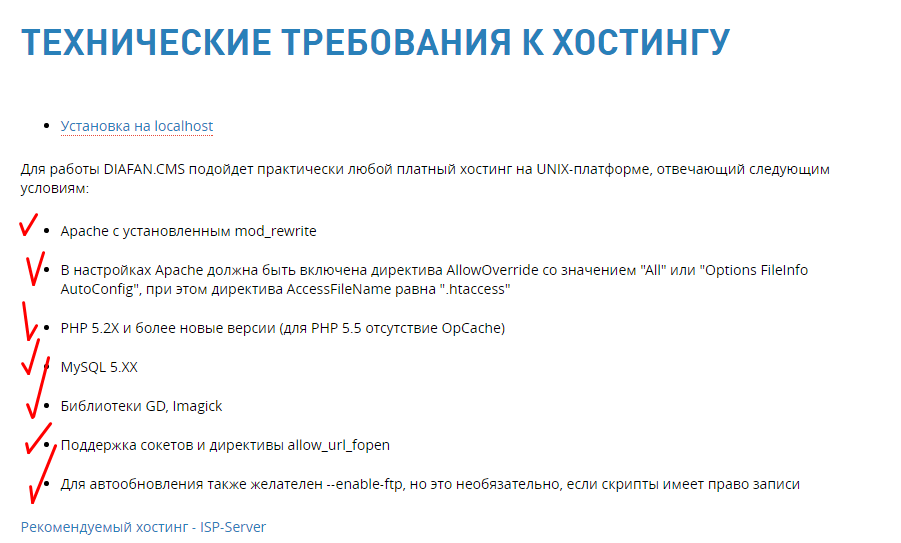 ТЕХНИЧЕСКИЕ ТРЕБОВАНИЯ К ХОСТИНГУ
Установка на localhost
Для работы DIAFAN.CMS подойдет практически любой платный хостинг на UNIX-платформе, отвечающий следующим
условиям:
Apache с установленным mod_rewrite
В настройках Apache должна быть включена директива AllowOverride со значением "All" или "Options FileInfo
AutoConfig", при этом директива AccessFileName равна ".htaccess"
PHP 5.2X и более новые версии (для PHP 5.5 отсутствие OpCache)
MySQL 5.XX
Библиотеки GD, Imagick
Поддержка сокетов и директивы allow_url_fopen
Для автообновления также желателен --enable-ftp, но это необязательно, если скрипты имеет право записи
Рекомендуемый хостинг - ISP-Server